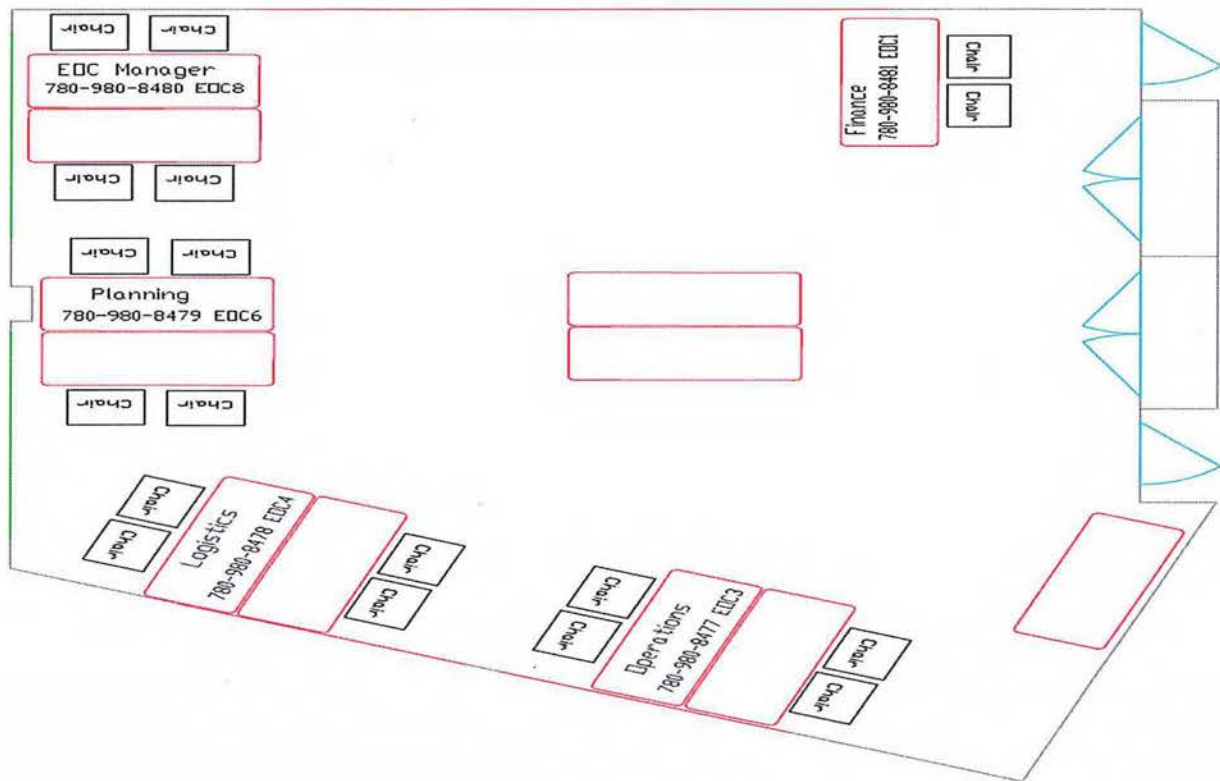 Chair Chair
EOC Manager
780-980-8480 EOC8
Chair Chair
Finance
780-980-8481 EOC1
Chair
Chair
Chair Chair
Planning
780-980-8479 EOC6
Chair Chair
Chair
Chair
Logistics
780-980-8478 EOC4
Chair
Chair
Chair
Chair
Operations
780-980-8477 EOC3
Chair
Chair